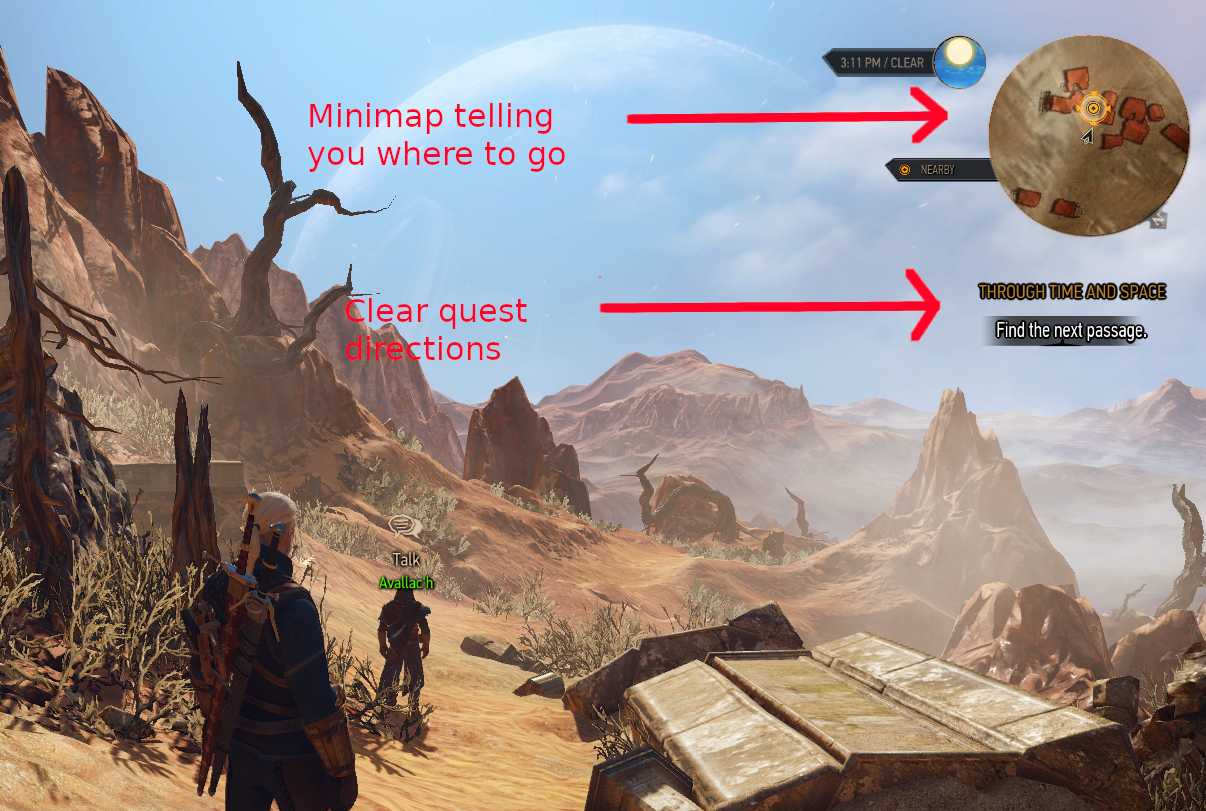 3:11 PM / CLEAR
Minimap telling
you where to go
NEARBY
THROUGH TIME AND SPACE
Clear quest
directions
Find the next passage.
Talk
Avallac'h